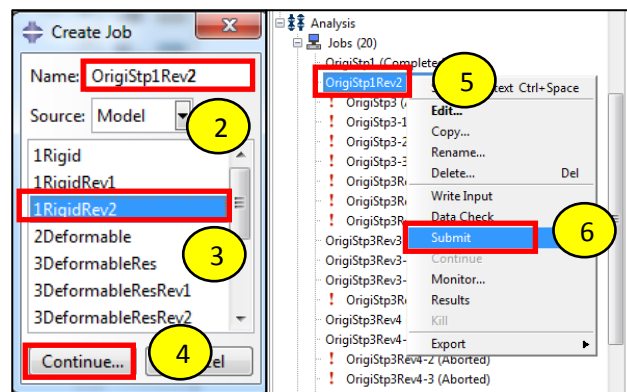 Create Job
X
Name: OrigiStp1Rev2
Source: Model
2
1Rigid
1RigidRev1
1RigidRev2
2Deformable
3DeformableRes
3
3DeformableResRev1
3DeformableResRev2
Continue...
4
Analysis
Jobs (20)
OrigiStp1 (Complete
5
OrigiStp1Rev2
text Ctrl+Space
! OrigiStp3 (
Edit...
! OrigiStp3-1
Copy...
! OrigiStp3-2
Rename...
! OrigiStp3-3
Delete... Del
! OrigiStp3R
Write Input
! OrigiStp3R
Data Check
! OrigiStp3R
Submit
6
OrigiStp3Rev3
Continue
OrigiStp3Rev3-
Monitor...
OrigiStp3Rev3-
Results
! OrigiStp3R
Kill
OrigiStp3Rev4
Export
OrigiStp3Rev4-
! OrigiStp3Rev4-2 (Aborted)
! OrigiStp3Rev4-3 (Aborted)